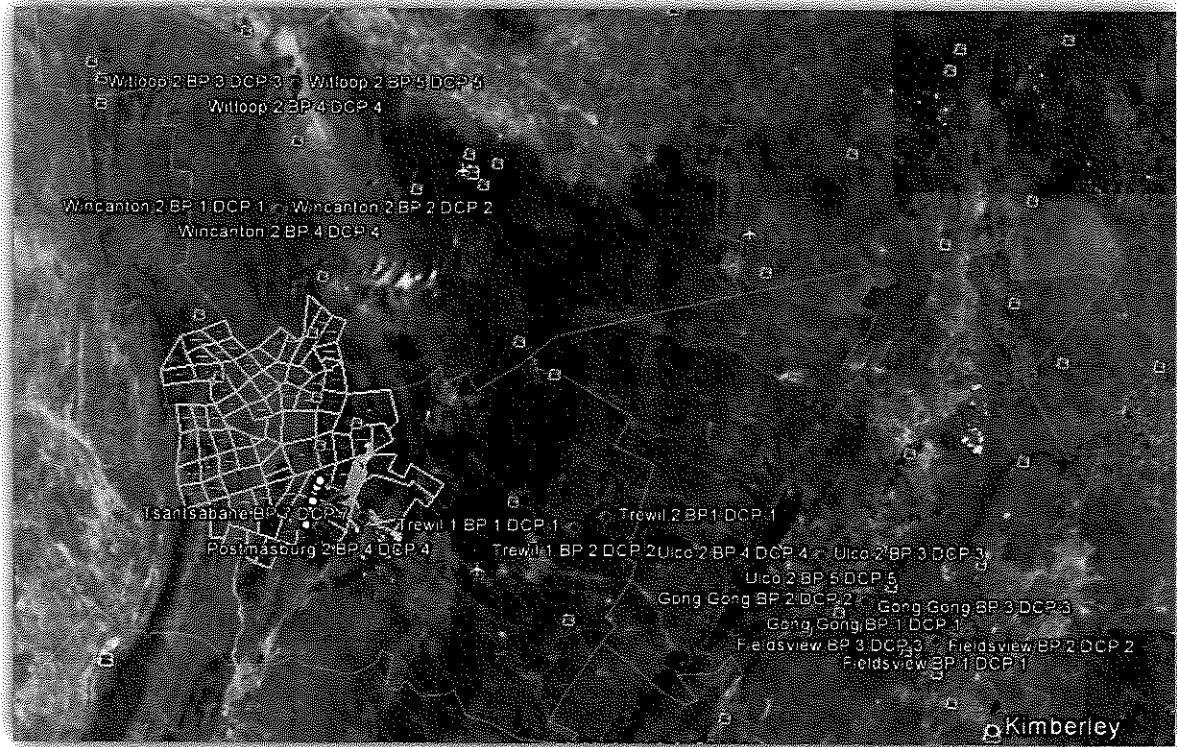 Witloop 2 BP 3 DCP 3 Witloop 2 BP 5 DCP 5
Witloop 2 BP 4 DCP 4
Wincanton 2 BP 1 DCP 1 Wincanton 2 BP 2 DCP 2
Wincanton 2 BP 4 DCP 4
Tsantsabane BP 7 DCP 7
Trewil 1 BP 1 DCP 1 Trewil 2 BP1 DCP 1
Postmasburg 2 BP 4 DCP 4 Trewil 1 BP 2 DCP 2 Ulco 2 BP 4 DCP 4 Ulco 2 BP 3 DCP 3
Ulco 2 BP 5 DCP 5
Gong Gong BP 2 DCP 2 Gong Gong BP 3 DCP 3
Gong Gong BP 1 DCP 1
Fieldsview BP 3 DCP 3 Fieldsview BP 2 DCP 2
Fieldsview BP 1 DCP 1
Kimberley